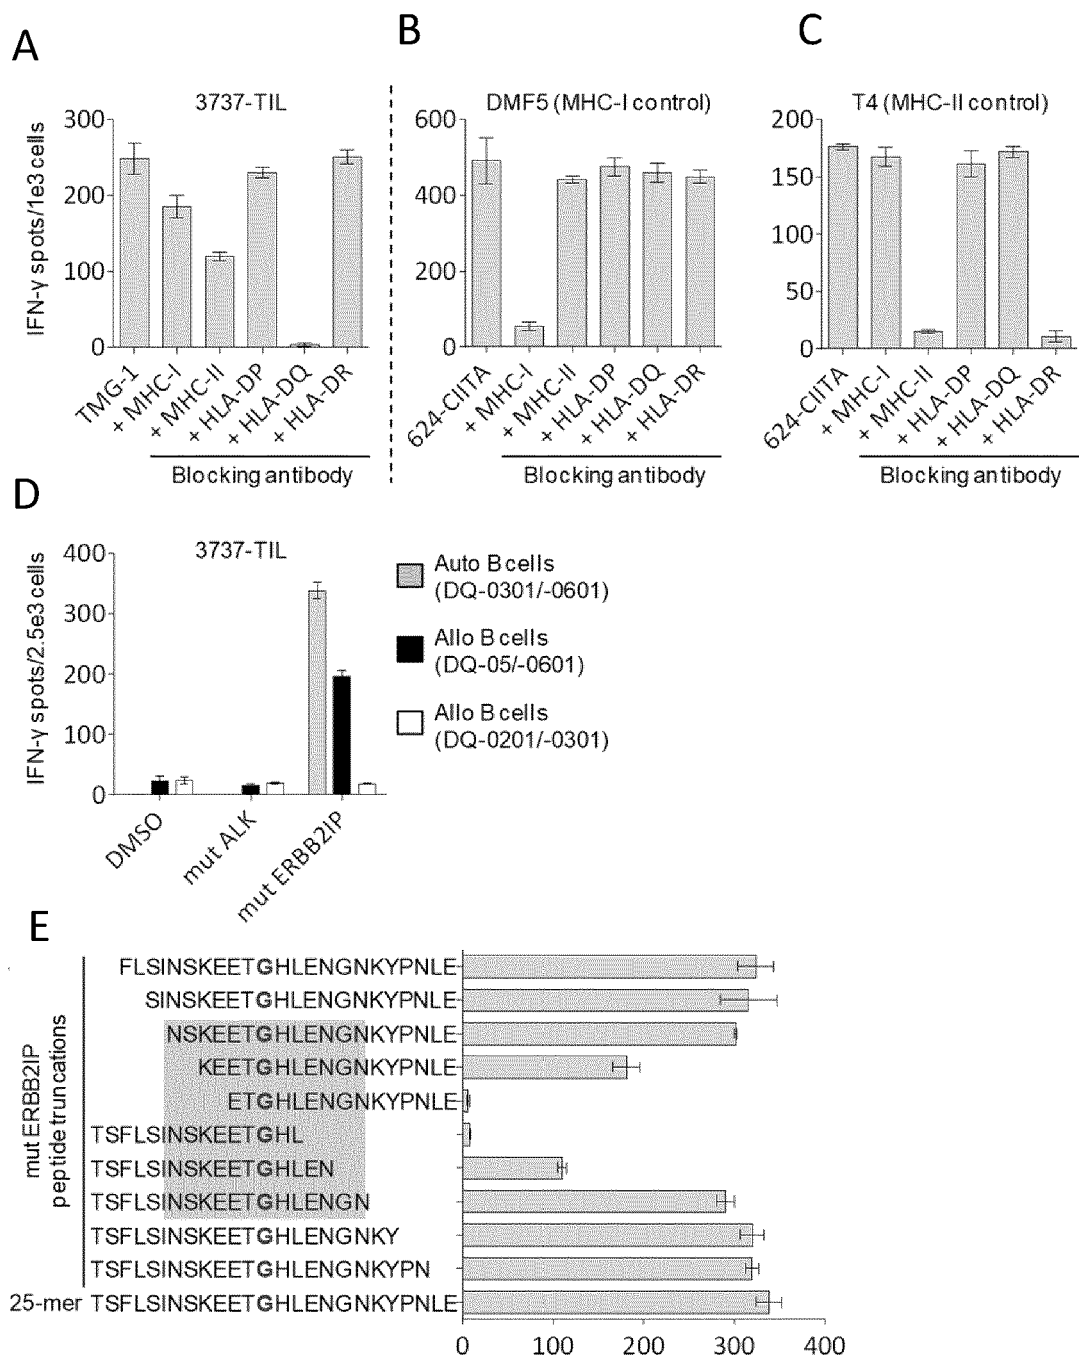 A
B
C
3737-TIL
DMF5 (MHC-I control)
T4 (MHC-II control)
IFN-γ spots/1e3 cells
300
200
100
0
600
400
200
0
200
150
100
50
0
TMG-1
+ MHC-I
+ MHC-II
+ HLA-DP
+ HLA-DQ
+ HLA-DR
624-CIITA
+ MHC-I
+ MHC-II
+ HLA-DP
+ HLA-DQ
+ HLA-DR
624-CIITA
+ MHC-I
+ MHC-II
+ HLA-DP
+ HLA-DQ
+ HLA-DR
Blocking antibody
Blocking antibody
Blocking antibody
D
3737-TIL
IFN-γ spots/2.5e3 cells
400
300
200
100
0
DMSO
mut ALK
mut ERBB2IP
Auto B cells
(DQ-0301/-0601)
Allo B cells
(DQ-05/-0601)
Allo B cells
(DQ-0201/-0301)
E
mut ERBB2IP
peptide truncations
FLSINSKEETGHLENGNKYPNLE
SINSKEETGHLENGNKYPNLE
NSKEETGHLENGNKYPNLE
KEETGHLENGNKYPNLE
ETGHLENGNKYPNLE
TSFLSINSKEETGHL
TSFLSINSKEETGHLEN
TSFLSINSKEETGHLENGN
TSFLSINSKEETGHLENGNKY
TSFLSINSKEETGHLENGNKYPN
25-mer TSFLSINSKEETGHLENGNKYPNLE
0
100
200
300
400